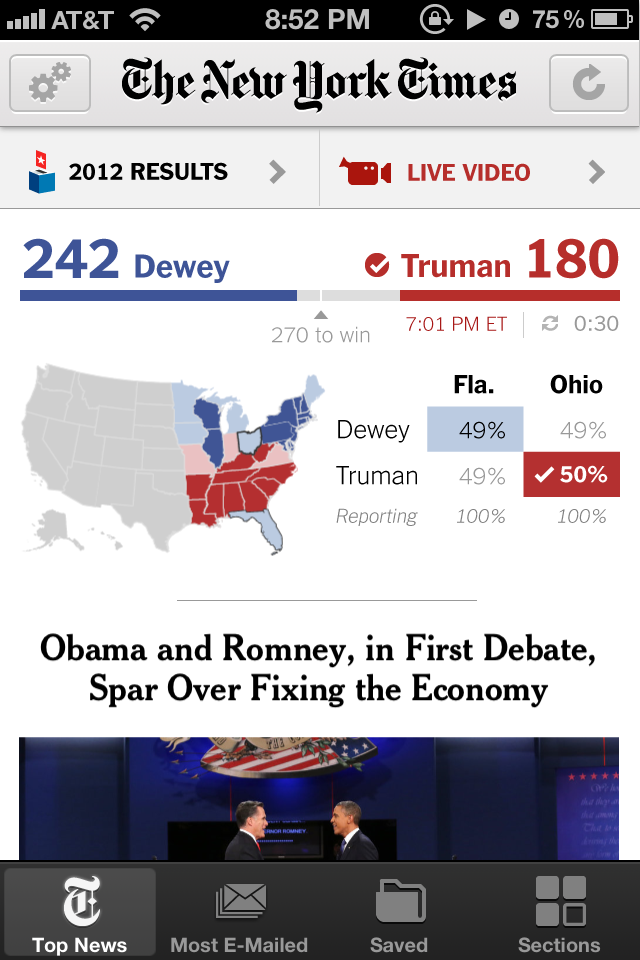 AT&T 8:52 PM 75%
The New York Times
2012 RESULTS LIVE VIDEO
242 Dewey Truman 180
270 to win 7:01 PM ET 0:30
Fla. Ohio
Dewey 49% 49%
Truman 49% 50%
Reporting 100% 100%
Obama and Romney, in First Debate,
Spar Over Fixing the Economy
ERNOR ROMNEY
T
Top News Most E-Mailed Saved Sections